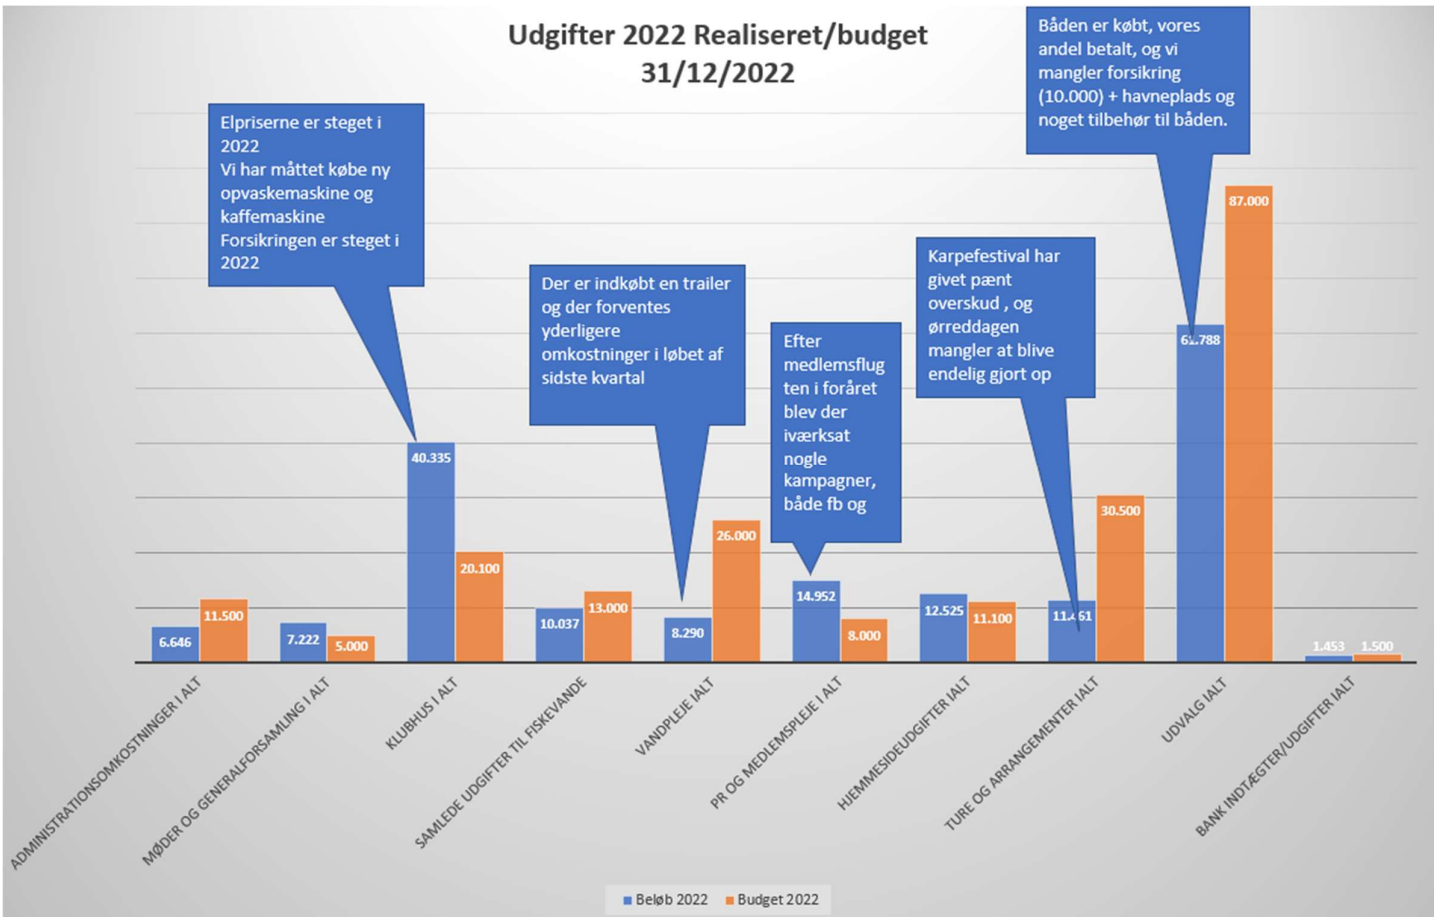 Udgifter 2022 Realiseret/budget
31/12/2022
Elpriserne er steget i
2022
Vi har måttet købe ny
opvaskemaskine og
kaffemaskine
Forsikringen er steget i
2022
Der er indkøbt en trailer
og der forventes
yderligere
omkostninger i løbet af
sidste kvartal
Efter
medlemsflug
ten i foråret
blev der
iværksat
nogle
kampagner,
både fb og
Karpefestival har
givet pænt
overskud , og
ørreddagen
mangler at blive
endelig gjort op
Båden er købt, vores
andel betalt, og vi
mangler forsikring
(10.000) + havneplads og
noget tilbehør til båden.
6.646
11.500
7.222
5.000
40.335
20.100
10.037
13.000
8.290
26.000
14.952
8.000
12.525
11.100
30.500
87.000
1.453
1.500
ADMINISTRATIONSOMKOSTNINGER I ALT
MØDER OG GENERALFORSAMLING I ALT
KLUBHUS I ALT
SAMLEDE UDGIFTER TIL FISKEVANDE
VANDPLEJE IALT
PR OG MEDLEMSPLEJE I ALT
HJEMMESIDEUDGIFTER IALT
TURE OG ARRANGEMENTER IALT
UDVALG IALT
BANK INDTÆGTER/UDGIFTER IALT
Beløb 2022
Budget 2022